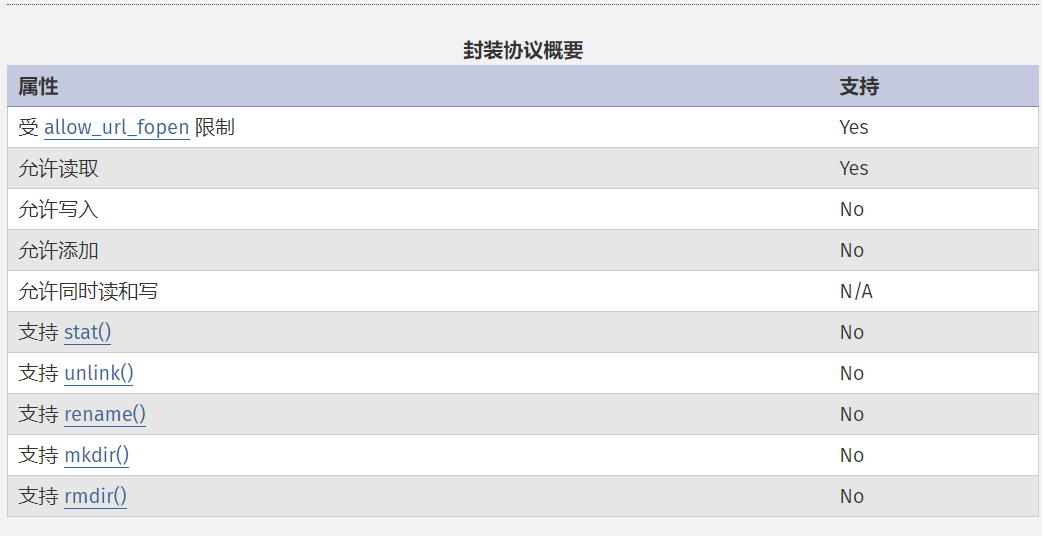 封装协议概要
属性 支持
受 allow_url_fopen 限制 Yes
允许读取 Yes
允许写入 No
允许添加 No
允许同时读和写 N/A
支持 stat() No
支持 unlink() No
支持 rename() No
支持 mkdir() No
支持 rmdir() No